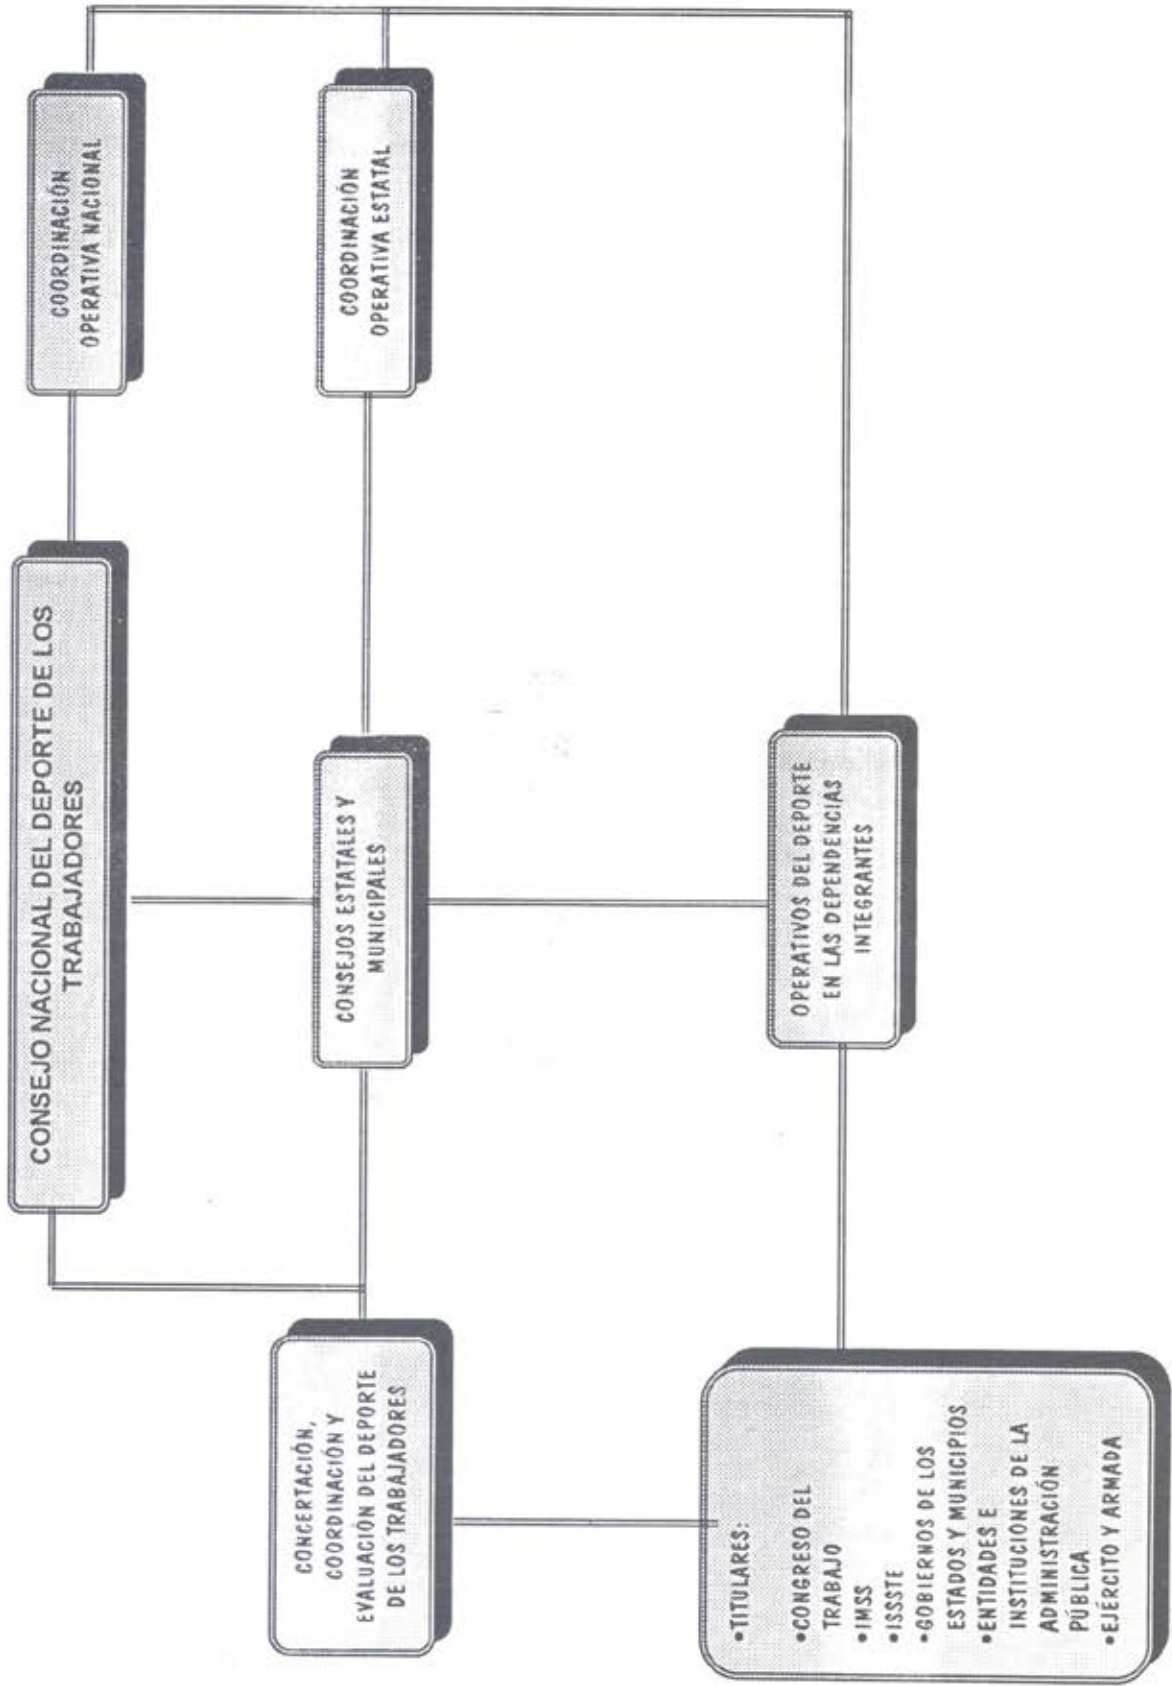 CONSEJO NACIONAL DEL DEPORTE DE LOS
TRABAJADORES
COORDINACIÓN
OPERATIVA NACIONAL
CONCERTACIÓN,
COORDINACIÓN Y
EVALUACIÓN DEL DEPORTE
DE LOS TRABAJADORES
CONSEJOS ESTATALES Y
MUNICIPALES
COORDINACIÓN
OPERATIVA ESTATAL
•TITULARES:
•CONGRESO DEL
TRABAJO
•IMSS
•ISSSTE
•GOBIERNOS DE LOS
ESTADOS Y MUNICIPIOS
•ENTIDADES E
INSTITUCIONES DE LA
ADMINISTRACIÓN
PÚBLICA
•EJÉRCITO Y ARMADA
OPERATIVOS DEL DEPORTE
EN LAS DEPENDENCIAS
INTEGRANTES